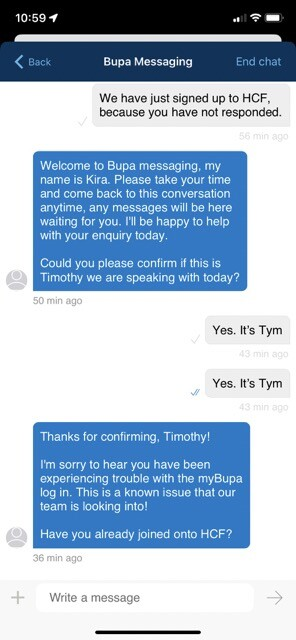 10:59
Back
Bupa Messaging
End chat
We have just signed up to HCF,
because you have not responded.
56 min ago
Welcome to Bupa messaging, my
name is Kira. Please take your time
and come back to this conversation
anytime, any messages will be here
waiting for you. I'll be happy to help
with your enquiry today.
Could you please confirm if this is
Timothy we are speaking with today?
50 min ago
Yes. It's Tym
43 min ago
Yes. It's Tym
43 min ago
Thanks for confirming, Timothy!
I'm sorry to hear you have been
experiencing trouble with the myBupa
log in. This is a known issue that our
team is looking into!
Have you already joined onto HCF?
36 min ago
Write a message